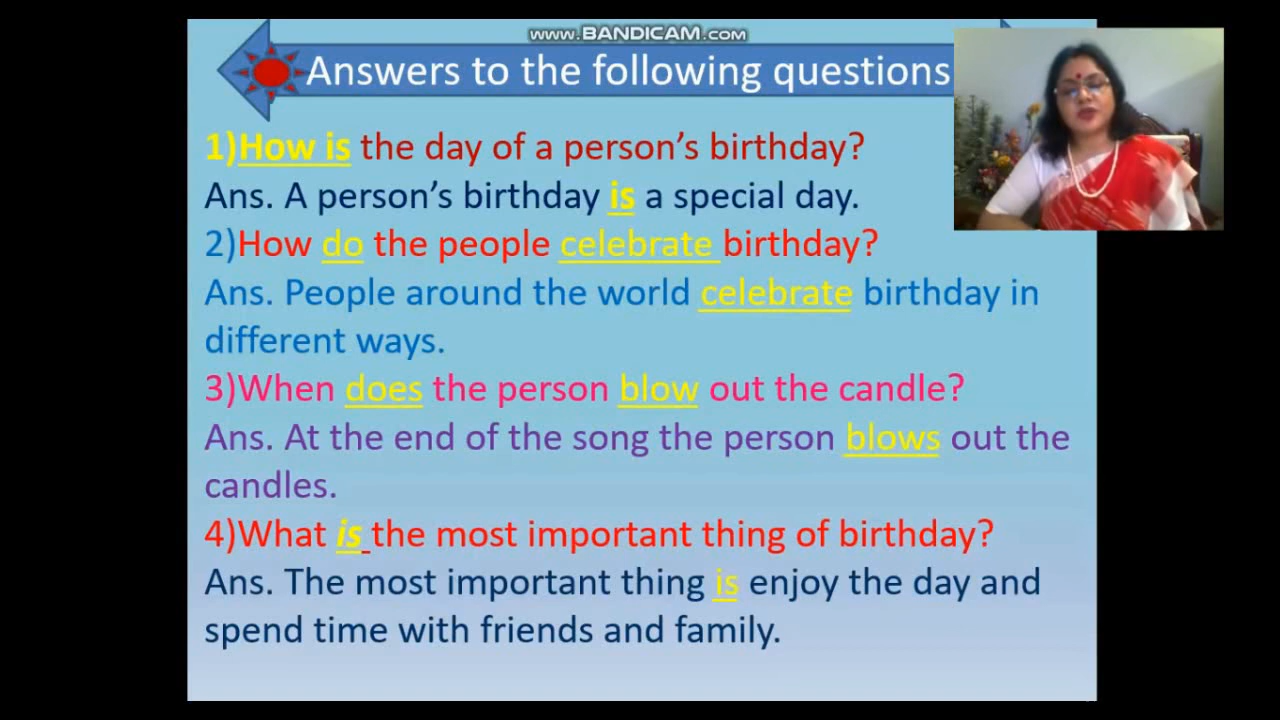 www.BANDICAM.com
Answers to the following questions
1)How is the day of a person's birthday?
Ans. A person's birthday is a special day.
2)How do the people celebrate birthday?
Ans. People around the world celebrate birthday in
different ways.
3)When does the person blow out the candle?
Ans. At the end of the song the person blows out the
candles.
4)What is the most important thing of birthday?
Ans. The most important thing is enjoy the day and
spend time with friends and family.